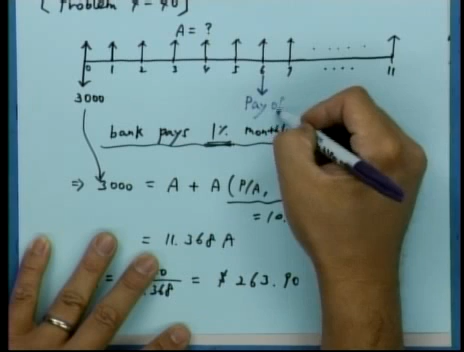 [ Problem 4-40 ]
A = ?
0 1 2 3 4 5 6 7 ..... 11
3000
Pay of
bank pays 1% month
⇒ 3000 = A + A (P/A,
= 10.
= 11.368 A
= = $ 263.90